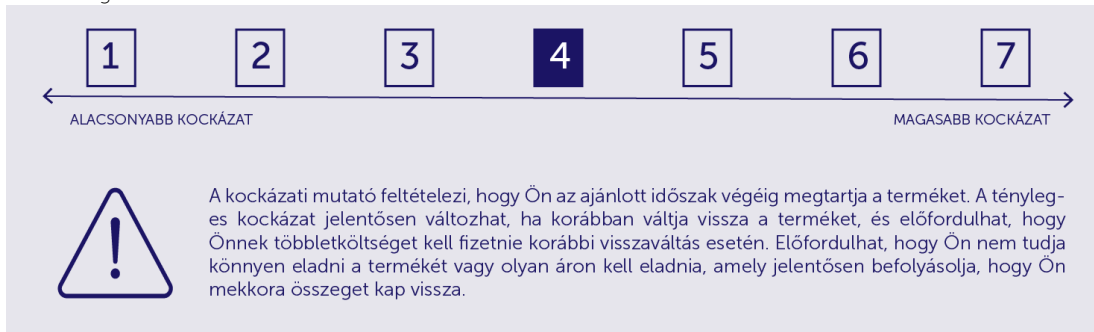 1 2 3 4 5 6 7
ALACSONYABB KOCKÁZAT MAGASABB KOCKÁZAT
A kockázati mutató feltételezi, hogy Ön az ajánlott időszak végéig megtartja a terméket. A tényleg-
es kockázat jelentősen változhat, ha korábban váltja vissza a terméket, és előfordulhat, hogy
Önnek többletköltséget kell fizetnie korábbi visszaváltás esetén. Előfordulhat, hogy Ön nem tudja
könnyen eladni a termékét vagy olyan áron kell eladnia, amely jelentősen befolyásolja, hogy Ön
mekkora összeget kap vissza.